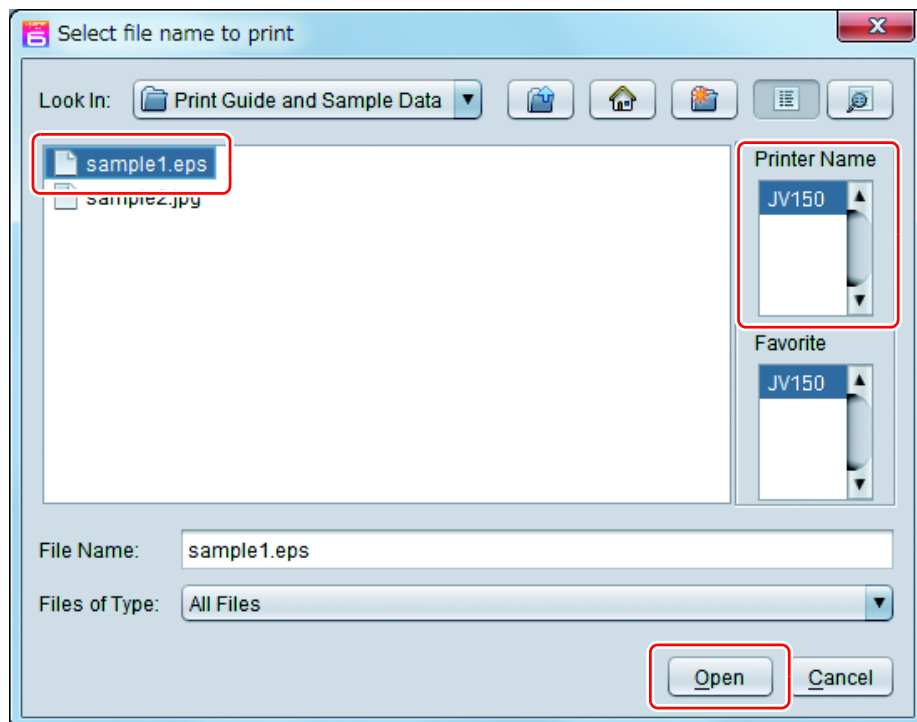 Select file name to print
Look In: Print Guide and Sample Data
sample1.eps
sample2.jpg
Printer Name
JV150
Favorite
JV150
File Name: sample1.eps
Files of Type: All Files
Open Cancel